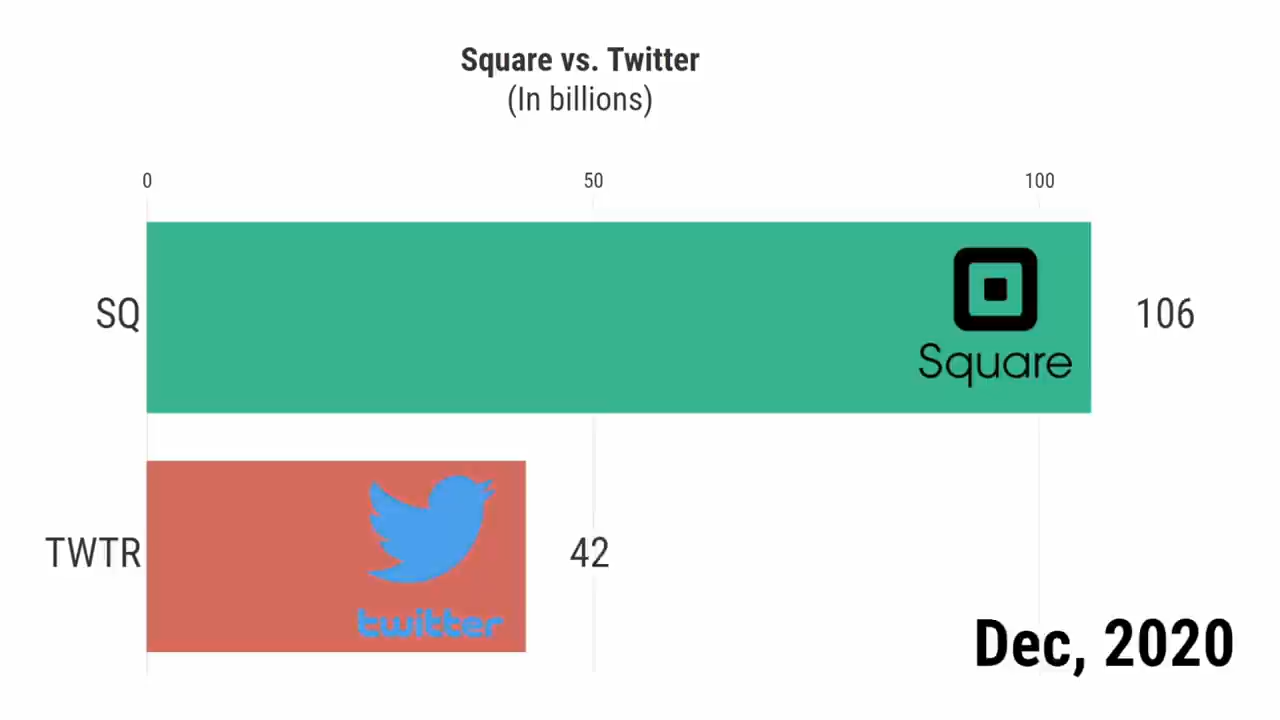 Square vs. Twitter
(In billions)
0 50 100
SQ
Square
106
TWTR
twitter
42
Dec, 2020